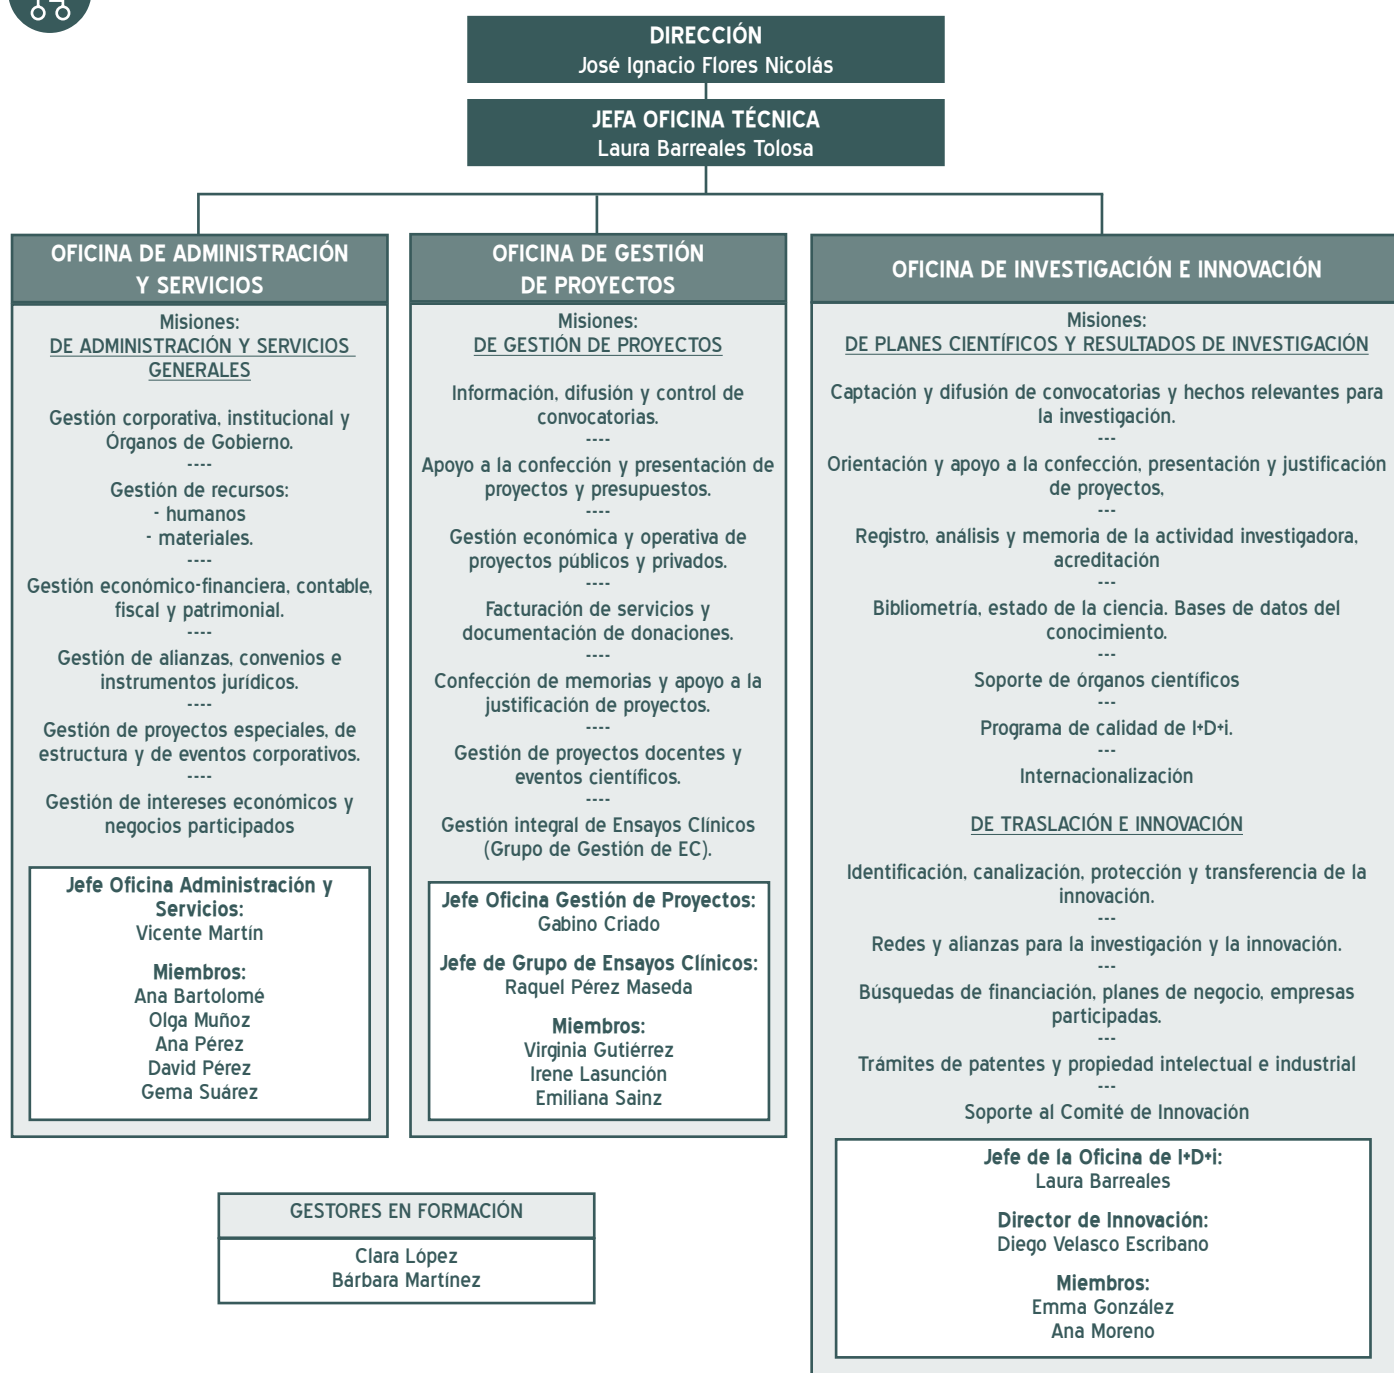 DIRECCIÓN
José Ignacio Flores Nicolás
JEFA OFICINA TÉCNICA
Laura Barreales Tolosa
OFICINA DE ADMINISTRACIÓN
Y SERVICIOS
Misiones:
DE ADMINISTRACIÓN Y SERVICIOS
GENERALES
Gestión corporativa, institucional y
Órganos de Gobierno.
----
Gestión de recursos:
- humanos
- materiales.
----
Gestión económico-financiera, contable,
fiscal y patrimonial.
----
Gestión de alianzas, convenios e
instrumentos jurídicos.
----
Gestión de proyectos especiales, de
estructura y de eventos corporativos.
----
Gestión de intereses económicos y
negocios participados
Jefe Oficina Administración y
Servicios:
Vicente Martín
Miembros:
Ana Bartolomé
Olga Muñoz
Ana Pérez
David Pérez
Gema Suárez
OFICINA DE GESTIÓN
DE PROYECTOS
Misiones:
DE GESTIÓN DE PROYECTOS
Información, difusión y control de
convocatorias.
----
Apoyo a la confección y presentación de
proyectos y presupuestos.
----
Gestión económica y operativa de
proyectos públicos y privados.
----
Facturación de servicios y
documentación de donaciones.
----
Confección de memorias y apoyo a la
justificación de proyectos.
----
Gestión de proyectos docentes y
eventos científicos.
----
Gestión integral de Ensayos Clínicos
(Grupo de Gestión de EC).
Jefe Oficina Gestión de Proyectos:
Gabino Criado
Jefe de Grupo de Ensayos Clínicos:
Raquel Pérez Maseda
Miembros:
Virginia Gutiérrez
Irene Lasunción
Emiliana Sainz
OFICINA DE INVESTIGACIÓN E INNOVACIÓN
Misiones:
DE PLANES CIENTÍFICOS Y RESULTADOS DE INVESTIGACIÓN
Captación y difusión de convocatorias y hechos relevantes para
la investigación.
---
Orientación y apoyo a la confección, presentación y justificación
de proyectos,
---
Registro, análisis y memoria de la actividad investigadora,
acreditación
---
Bibliometría, estado de la ciencia. Bases de datos del
conocimiento.
---
Soporte de órganos científicos
---
Programa de calidad de I+D+i.
---
Internacionalización
DE TRASLACIÓN E INNOVACIÓN
Identificación, canalización, protección y transferencia de la
innovación.
---
Redes y alianzas para la investigación y la innovación.
---
Búsquedas de financiación, planes de negocio, empresas
participadas.
---
Trámites de patentes y propiedad intelectual e industrial
---
Soporte al Comité de Innovación
Jefe de la Oficina de I+D+i:
Laura Barreales
Director de Innovación:
Diego Velasco Escribano
Miembros:
Emma González
Ana Moreno
GESTORES EN FORMACIÓN
Clara López
Bárbara Martínez